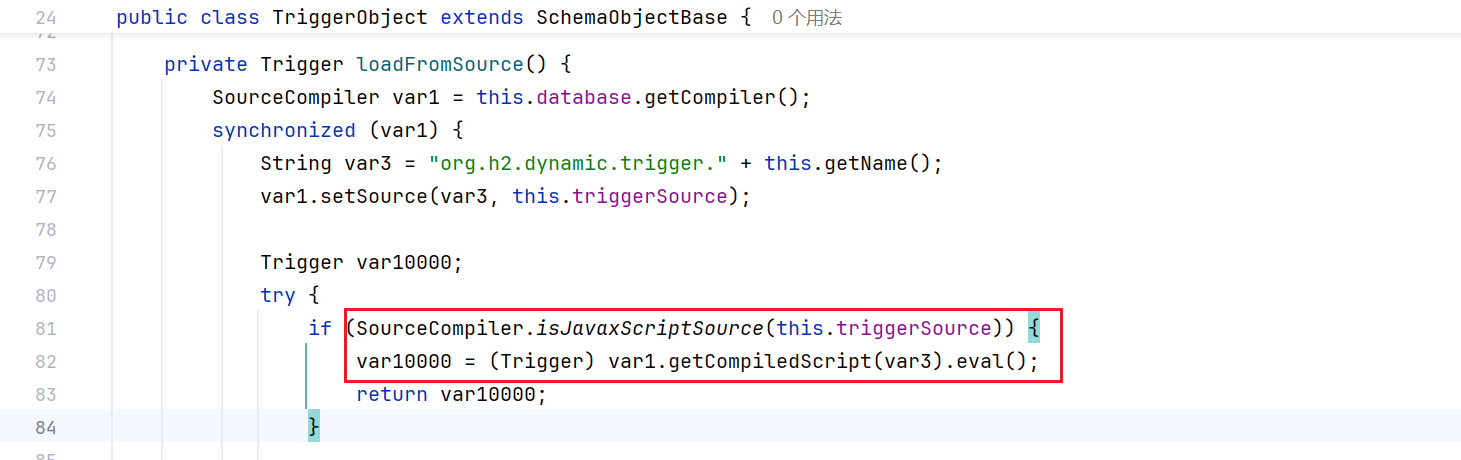 24 public class TriggerObject extends SchemaObjectBase { 0 个用法
72
73 private Trigger loadFromSource() {
74 SourceCompiler var1 = this.database.getCompiler();
75 synchronized (var1) {
76 String var3 = "org.h2.dynamic.trigger." + this.getName();
77 var1.setSource(var3, this.triggerSource);
78
79 Trigger var10000;
80 try {
81 if (SourceCompiler.isJavaxScriptSource(this.triggerSource)) {
82 var10000 = (Trigger) var1.getCompiledScript(var3).eval();
83 return var10000;
84 }
85